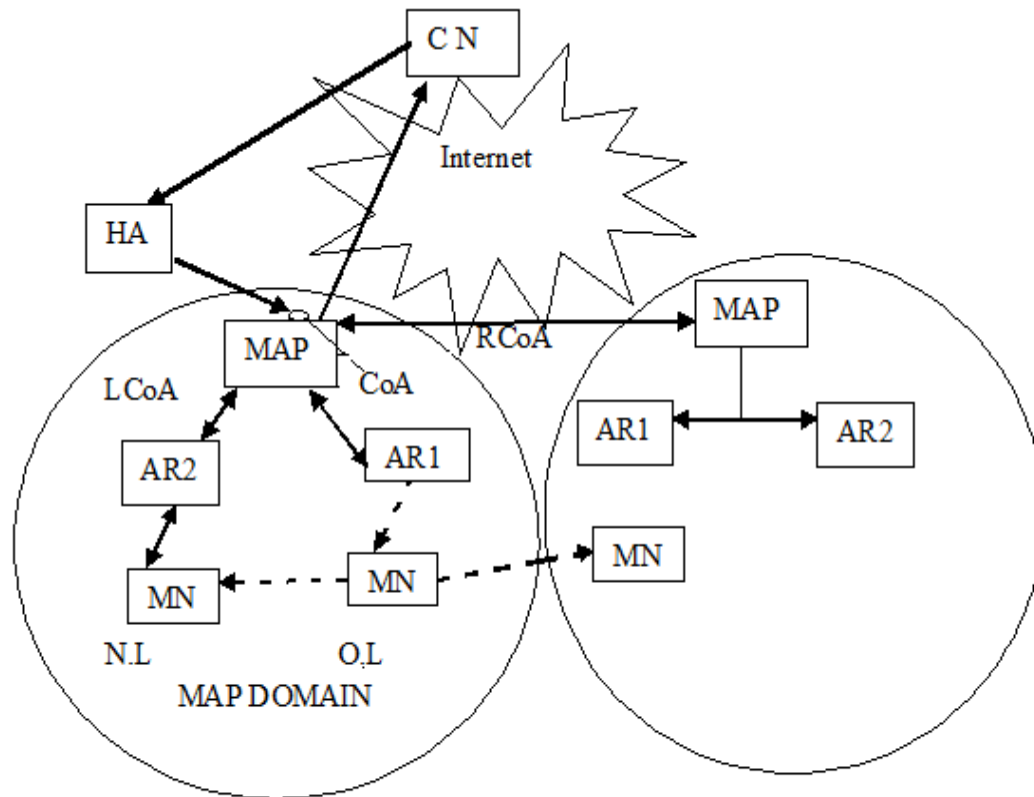 C N
Internet
HA
MAP
RCoA
MAP
LCoA
CoA
AR2
AR1
AR1
AR2
MN
MN
MN
N.L
O.L
MAP DOMAIN